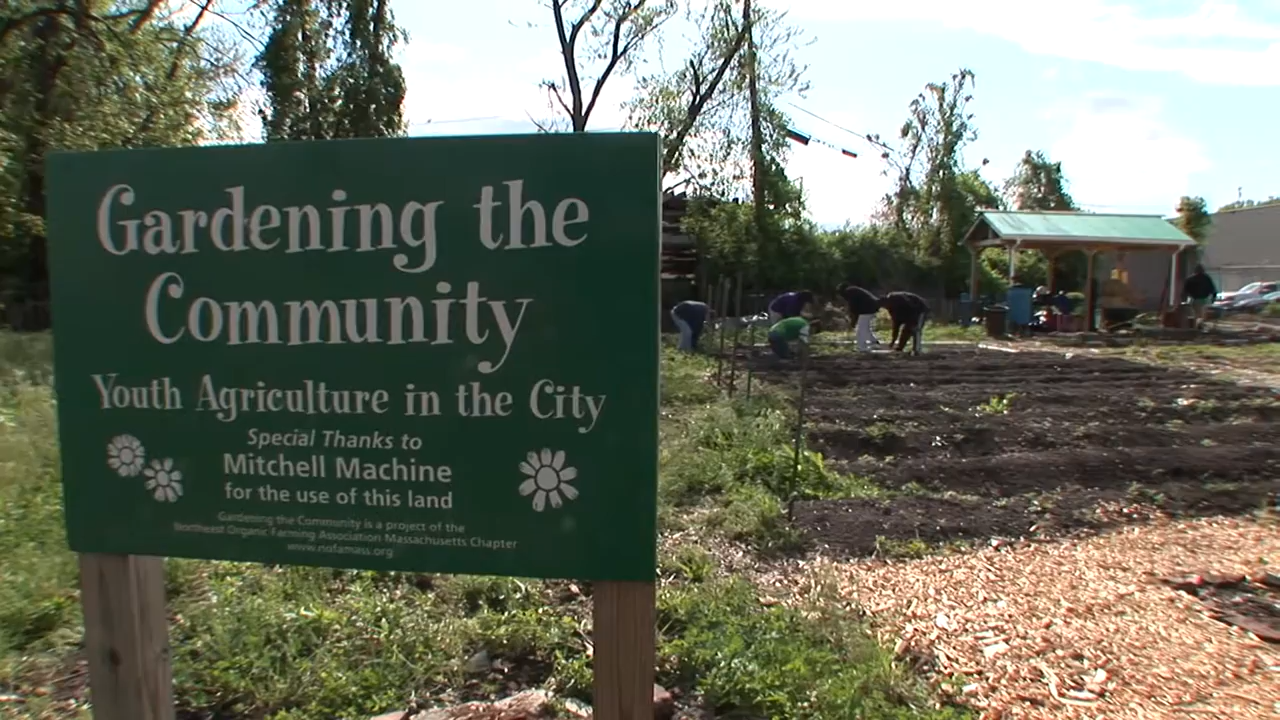 Gardening the
Community
Youth Agriculture in the City
Special Thanks to
Mitchell Machine
for the use of this land
Gardening the Community is a project of the
Northeast Organic Farming Association Massachusetts Chapter
www.nofamass.org